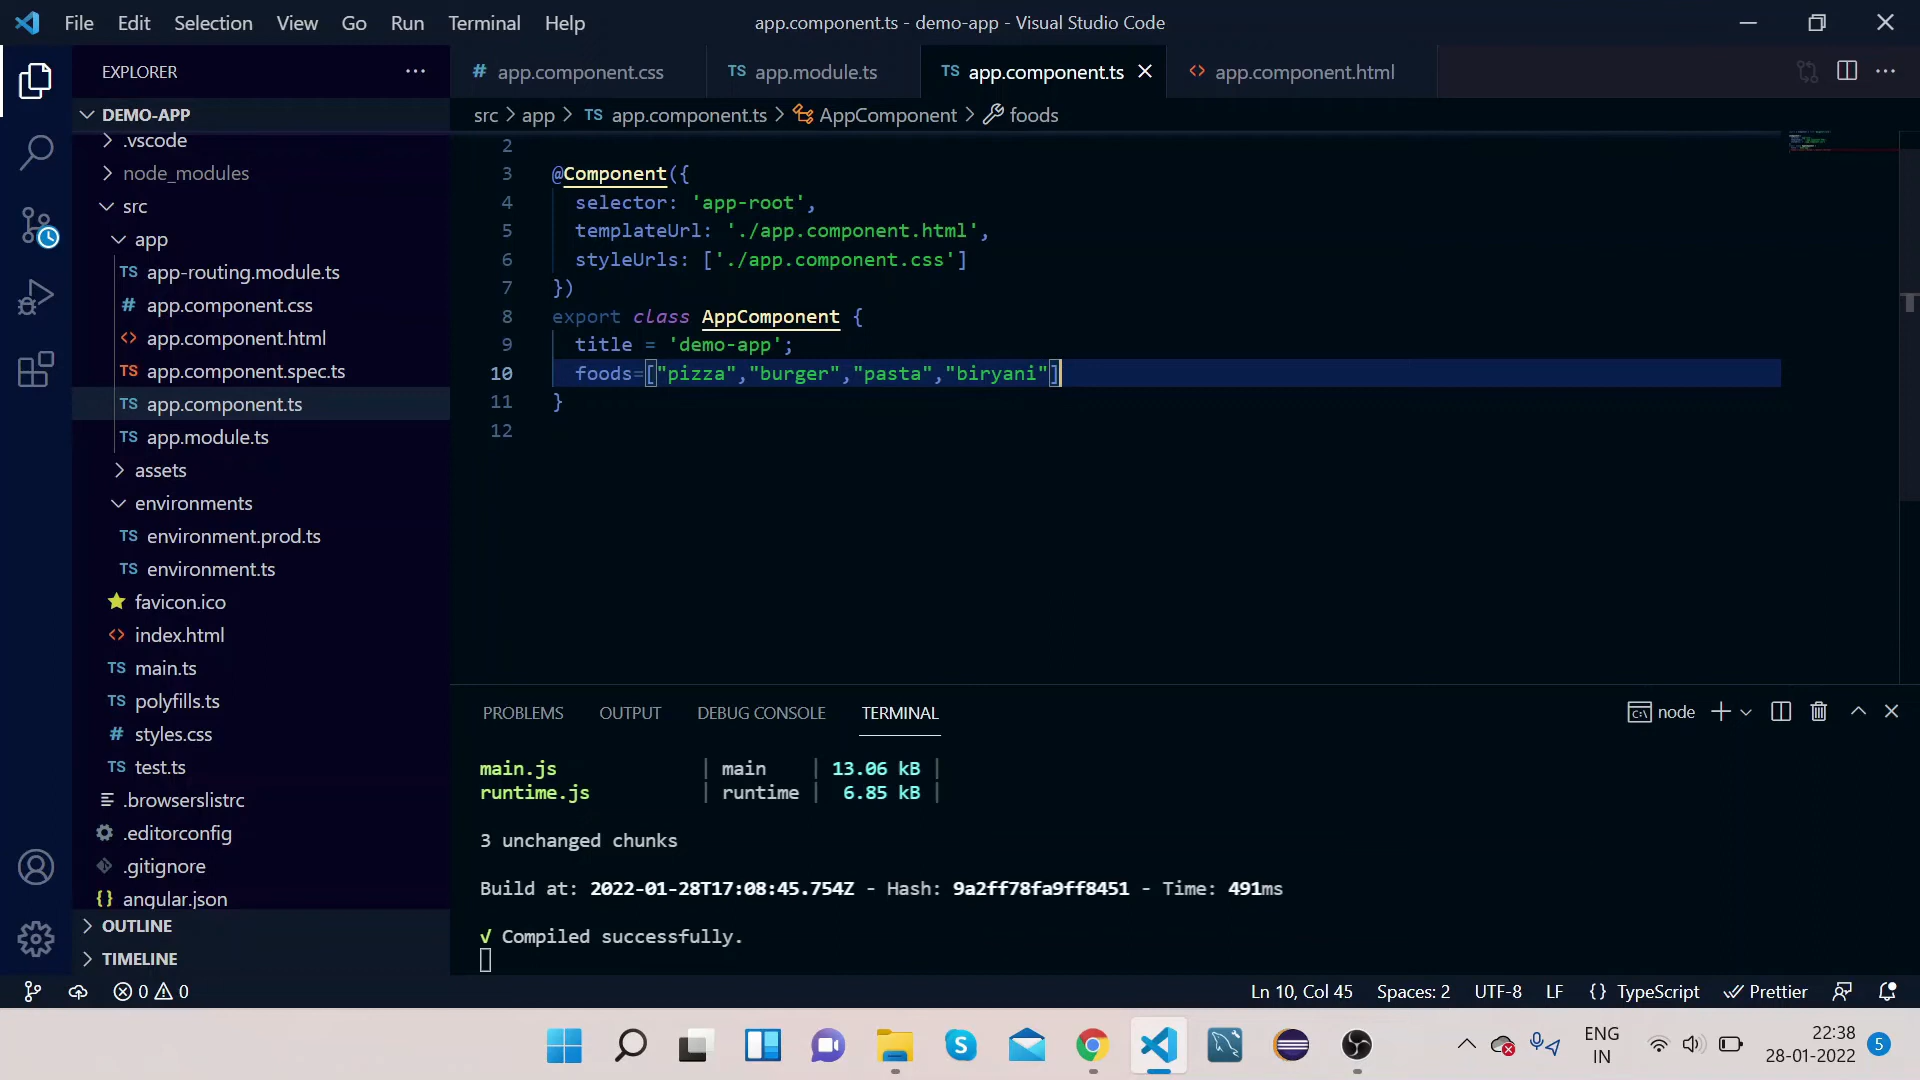 File Edit Selection View Go Run Terminal Help
app.component.ts - demo-app - Visual Studio Code
EXPLORER
# app.component.css
TS app.module.ts
TS app.component.ts
<> app.component.html
src > app > TS app.component.ts > AppComponent > foods
DEMO-APP
.vscode
node_modules
src
app
TS app-routing.module.ts
# app.component.css
<> app.component.html
TS app.component.spec.ts
TS app.component.ts
TS app.module.ts
assets
environments
TS environment.prod.ts
TS environment.ts
favicon.ico
<> index.html
TS main.ts
TS polyfills.ts
# styles.css
TS test.ts
.browserslistrc
.editorconfig
.gitignore
{} angular.json
OUTLINE
TIMELINE
2
3 @Component({
4 selector: 'app-root',
5 templateUrl: './app.component.html',
6 styleUrls: ['./app.component.css']
7 })
8 export class AppComponent {
9 title = 'demo-app';
10 foods=["pizza","burger","pasta","biryani"]
11 }
12
PROBLEMS OUTPUT DEBUG CONSOLE TERMINAL
node
main.js | main | 13.06 kB |
runtime.js | runtime | 6.85 kB |
3 unchanged chunks
Build at: 2022-01-28T17:08:45.754Z - Hash: 9a2ff78fa9ff8451 - Time: 491ms
√ Compiled successfully.
0 0
Ln 10, Col 45 Spaces: 2 UTF-8 LF {} TypeScript Prettier
ENG
IN
22:38
28-01-2022
5